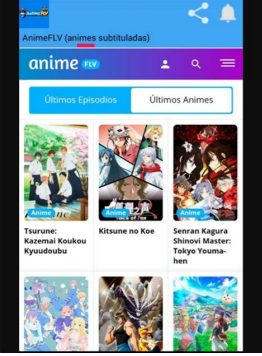 AnimeFLV (animes subtituladas)
anime FLV
Últimos Episodios
Últimos Animes
Anime
Anime
Anime
Tsurune:
Kazemai Koukou
Kyuudoubu
Kitsune no Koe
Senran Kagura
Shinovi Master:
Tokyo Youma-
hen